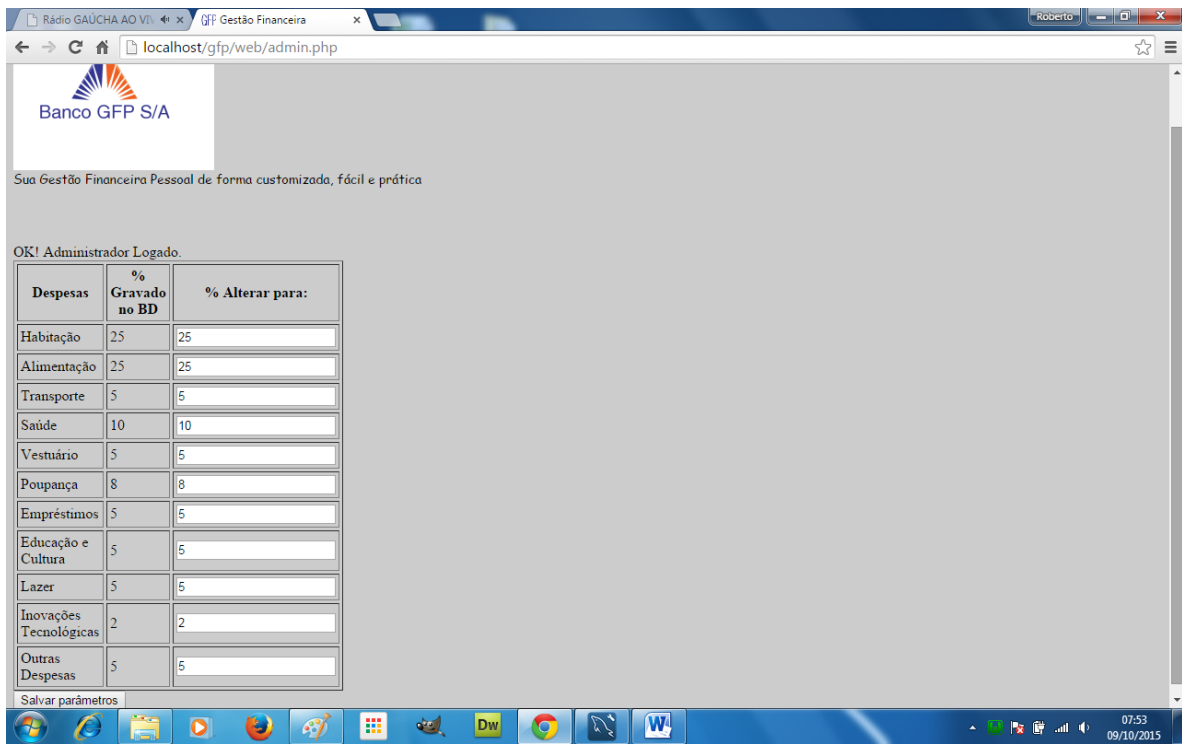 Rádio GAÚCHA AO VIV
GFP Gestão Financeira
Roberto
localhost/gfp/web/admin.php
Banco GFP S/A
Sua Gestão Financeira Pessoal de forma customizada, fácil e prática
OK! Administrador Logado.
Despesas % Gravado no BD % Alterar para:
Habitação 25 25
Alimentação 25 25
Transporte 5 5
Saúde 10 10
Vestuário 5 5
Poupança 8 8
Empréstimos 5 5
Educação e
Cultura 5 5
Lazer 5 5
Inovações
Tecnológicas 2 2
Outras
Despesas 5 5
Salvar parâmetros
Dw
W
07:53
09/10/2015